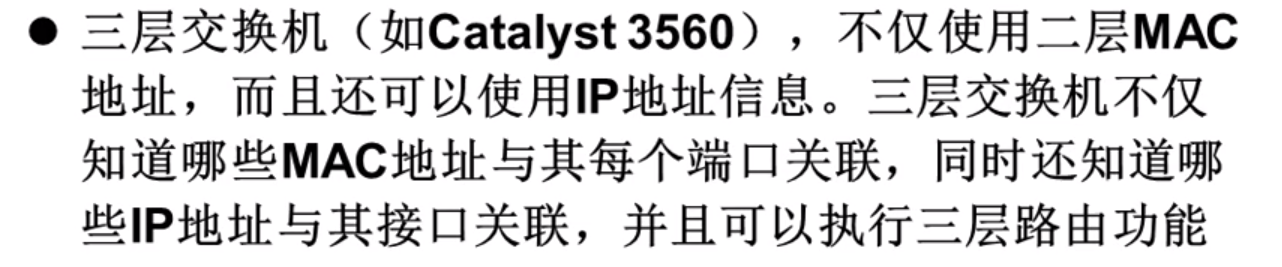 ● 三层交换机（如Catalyst 3560），不仅使用二层MAC
地址，而且还可以使用IP地址信息。三层交换机不仅
知道哪些MAC地址与其每个端口关联，同时还知道哪
些IP地址与其接口关联，并且可以执行三层路由功能